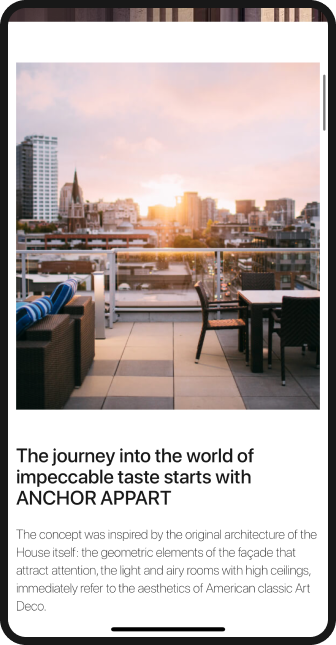 The journey into the world of
impeccable taste starts with
ANCHOR APPART
The concept was inspired by the original architecture of the
House itself: the geometric elements of the façade that
attract attention, the light and airy rooms with high ceilings,
immediately refer to the aesthetics of American classic Art
Deco.